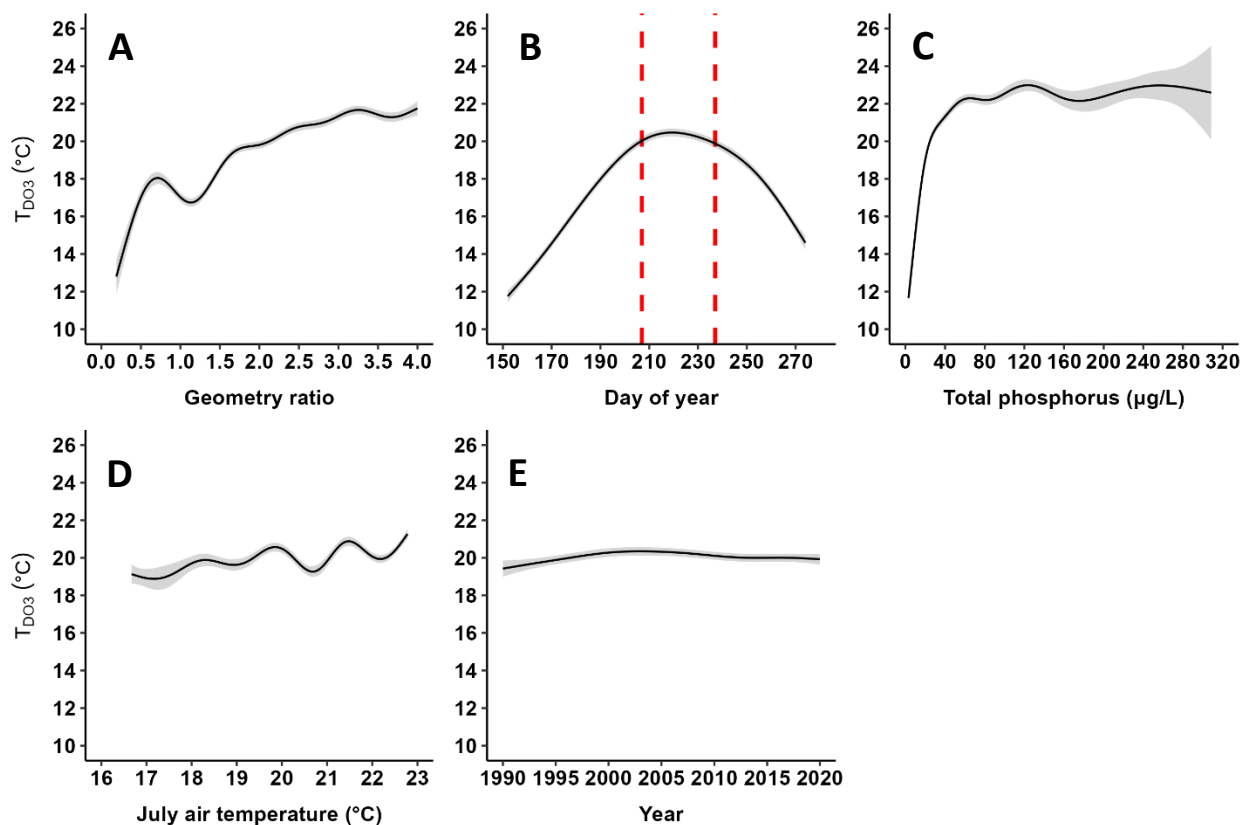 A
B
C
26
24
22
20
18
16
14
12
10
26
24
22
20
18
16
14
12
10
26
24
22
20
18
16
14
12
10
T_DO3 (°C)
0.0 0.5 1.0 1.5 2.0 2.5 3.0 3.5 4.0
150 170 190 210 230 250 270
0 40 80 120 160 200 240 280 320
Geometry ratio
Day of year
Total phosphorus (µg/L)
D
E
26
24
22
20
18
16
14
12
10
26
24
22
20
18
16
14
12
10
T_DO3 (°C)
16 17 18 19 20 21 22 23
1990 1995 2000 2005 2010 2015 2020
July air temperature (°C)
Year